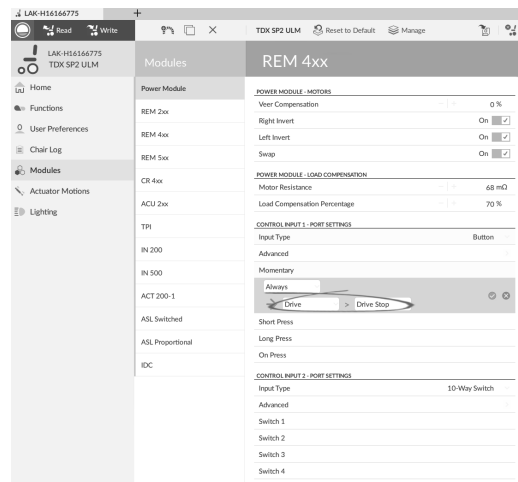 LAK-H16166775
Read
Write
TDX SP2 ULM
Reset to Default
Manage
LAK-H16166775
TDX SP2 ULM
Modules
REM 4xx
Home
Functions
User Preferences
Chair Log
Modules
Actuator Motions
Lighting
Power Module
REM 2xx
REM 4xx
REM 5xx
CR 4xx
ACU 2xx
TPI
IN 200
IN 500
ACT 200-1
ASL Switched
ASL Proportional
IDC
POWER MODULE - MOTORS
Veer Compensation 0 %
Right Invert On
Left Invert On
Swap On
POWER MODULE - LOAD COMPENSATION
Motor Resistance 68 mΩ
Load Compensation Percentage 70 %
CONTROL INPUT 1 - PORT SETTINGS
Input Type Button
Advanced
Momentary
Always
Drive > Drive Stop
Short Press
Long Press
On Press
CONTROL INPUT 2 - PORT SETTINGS
Input Type 10-Way Switch
Advanced
Switch 1
Switch 2
Switch 3
Switch 4